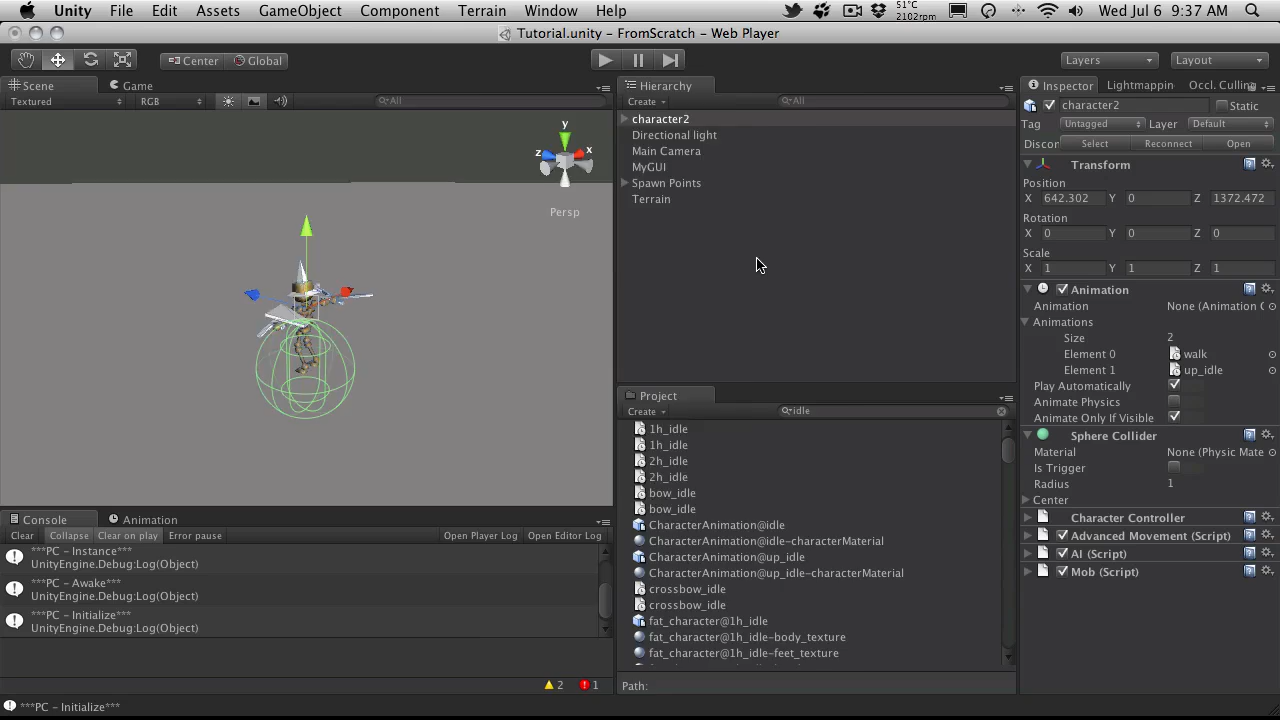 Unity File Edit Assets GameObject Component Terrain Window Help 51°C 2102rpm Wed Jul 6 9:37 AM
Tutorial.unity - FromScratch - Web Player
Center Global Layers Layout
Scene Game
Textured RGB All
y
z x
Persp
Hierarchy
Create All
character2
Directional light
Main Camera
MyGUI
Spawn Points
Terrain
Project
Create idle
1h_idle
1h_idle
2h_idle
2h_idle
bow_idle
bow_idle
CharacterAnimation@idle
CharacterAnimation@idle-characterMaterial
CharacterAnimation@up_idle
CharacterAnimation@up_idle-characterMaterial
crossbow_idle
crossbow_idle
fat_character@1h_idle
fat_character@1h_idle-body_texture
fat_character@1h_idle-feet_texture
Path:
Inspector Lightmappin Occl. Cullin
character2 Static
Tag Untagged Layer Default
Discor Select Reconnect Open
Transform
Position
X 642.302 Y 0 Z 1372.472
Rotation
X 0 Y 0 Z 0
Scale
X 1 Y 1 Z 1
Animation
Animation None (Animation C
Animations
Size 2
Element 0 walk
Element 1 up_idle
Play Automatically
Animate Physics
Animate Only If Visible
Sphere Collider
Material None (Physic Mate
Is Trigger
Radius 1
Center
Character Controller
Advanced Movement (Script)
AI (Script)
Mob (Script)
Console Animation
Clear Collapse Clear on play Error pause Open Player Log Open Editor Log
***PC - Instance***
UnityEngine.Debug:Log(Object)
***PC - Awake***
UnityEngine.Debug:Log(Object)
***PC - Initialize***
UnityEngine.Debug:Log(Object)
2 1
***PC - Initialize***